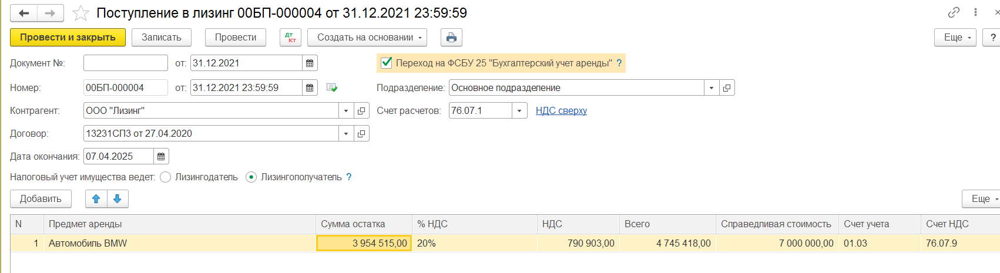 Поступление в лизинг 00БП-000004 от 31.12.2021 23:59:59
Провести и закрыть Записать Провести Дт Кт Создать на основании Еще ?
Документ №: от: 31.12.2021 Переход на ФСБУ 25 "Бухгалтерский учет аренды" ?
Номер: 00БП-000004 от: 31.12.2021 23:59:59 Подразделение: Основное подразделение
Контрагент: ООО "Лизинг" Счет расчетов: 76.07.1 НДС сверху
Договор: 13231СПЗ от 27.04.2020
Дата окончания: 07.04.2025
Налоговый учет имущества ведет: Лизингодатель Лизингополучатель ?
Добавить Еще
N Предмет аренды Сумма остатка % НДС НДС Всего Справедливая стоимость Счет учета Счет НДС
1 Автомобиль BMW 3 954 515,00 20% 790 903,00 4 745 418,00 7 000 000,00 01.03 76.07.9